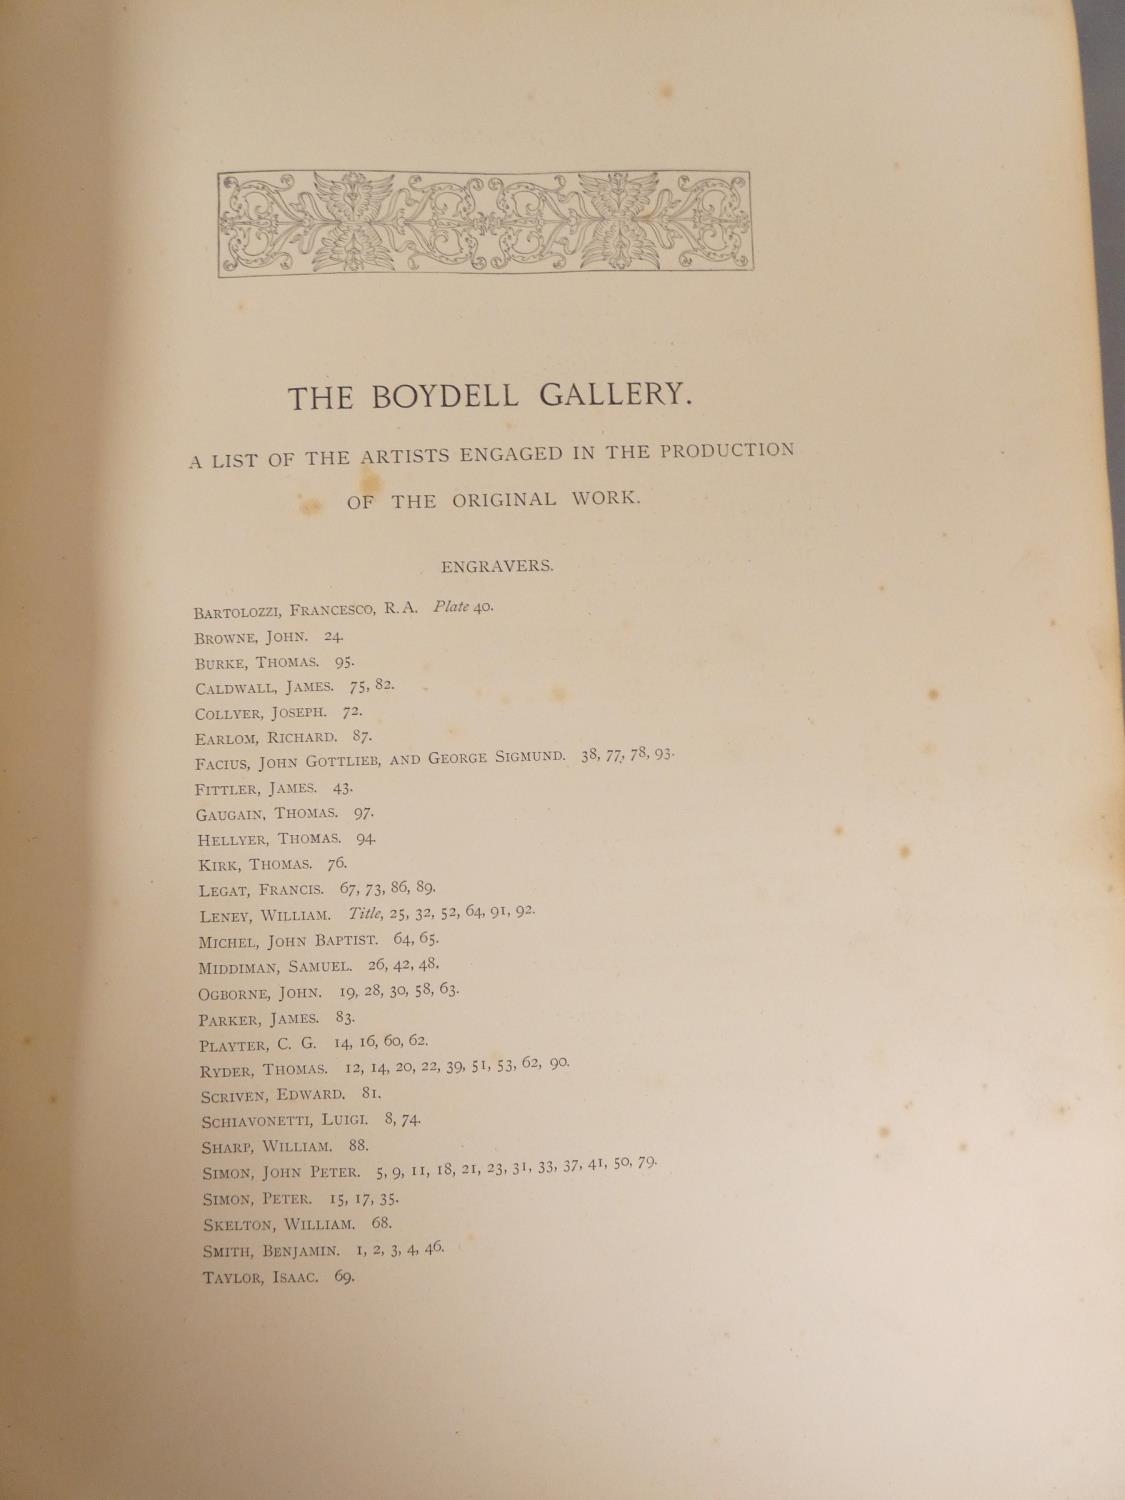 THE BOYDELL GALLERY.
A LIST OF THE ARTISTS ENGAGED IN THE PRODUCTION
OF THE ORIGINAL WORK.
ENGRAVERS.
BARTOLOZZI, FRANCESCO, R.A. Plate 40.
BROWNE, JOHN. 24.
BURKE, THOMAS. 95.
CALDWALL, JAMES. 75, 82.
COLLYER, JOSEPH. 72.
EARLOM, RICHARD. 87.
FACIUS, JOHN GOTTLIEB, AND GEORGE SIGMUND. 38, 77, 78, 93.
FITTLER, JAMES. 43.
GAUGAIN, THOMAS. 97.
HELLYER, THOMAS. 94.
KIRK, THOMAS. 76.
LEGAT, FRANCIS. 67, 73, 86, 89.
LENEY, WILLIAM. Title, 25, 32, 52, 64, 91, 92.
MICHEL, JOHN BAPTIST. 64, 65.
MIDDIMAN, SAMUEL. 26, 42, 48.
OGBORNE, JOHN. 19, 28, 30, 58, 63.
PARKER, JAMES. 83.
PLAYTER, C. G. 14, 16, 60, 62.
RYDER, THOMAS. 12, 14, 20, 22, 39, 51, 53, 62, 90.
SCRIVEN, EDWARD. 81.
SCHIAVONETTI, LUIGI. 8, 74.
SHARP, WILLIAM. 88.
SIMON, JOHN PETER. 5, 9, 11, 18, 21, 23, 31, 33, 37, 41, 50, 79.
SIMON, PETER. 15, 17, 35.
SKELTON, WILLIAM. 68.
SMITH, BENJAMIN. 1, 2, 3, 4, 46.
TAYLOR, ISAAC. 69.